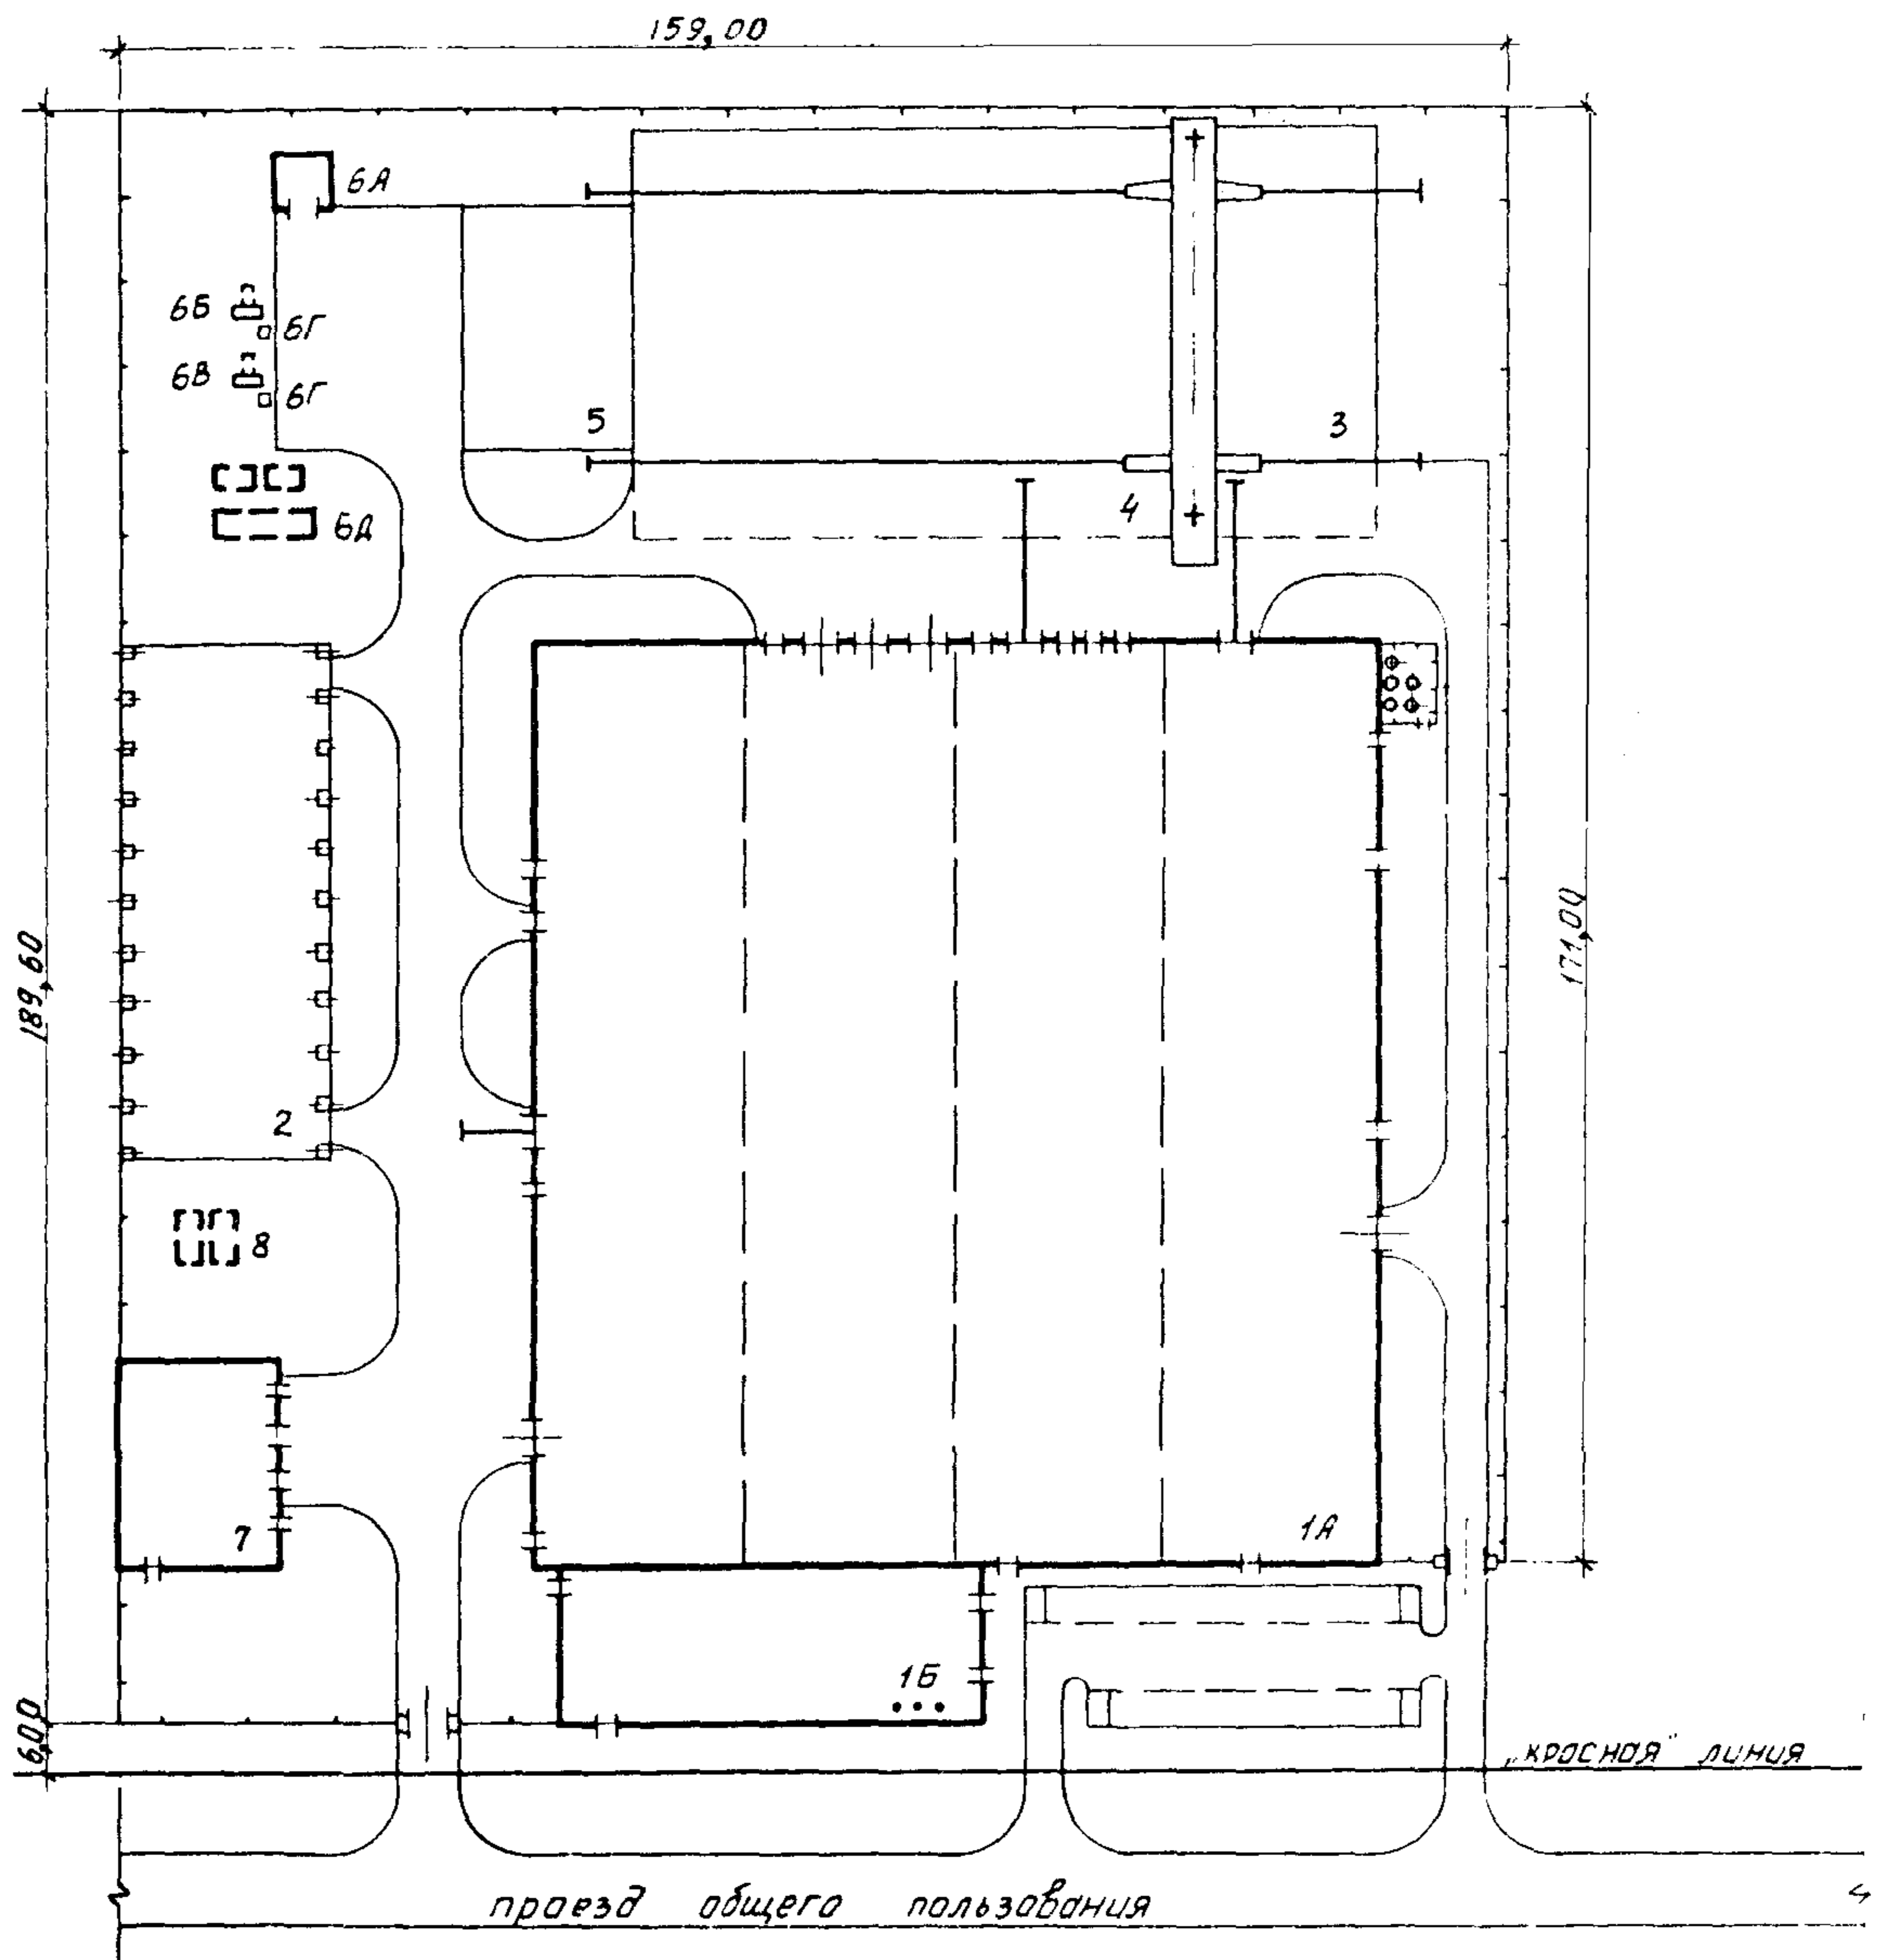 159,00
6А
6Б
6Г
6В
6Г
5
3
4
6Д
189,60
171,00
2
8
7
1А
1Б
6,00
„красная" линия
проезд общего пользования